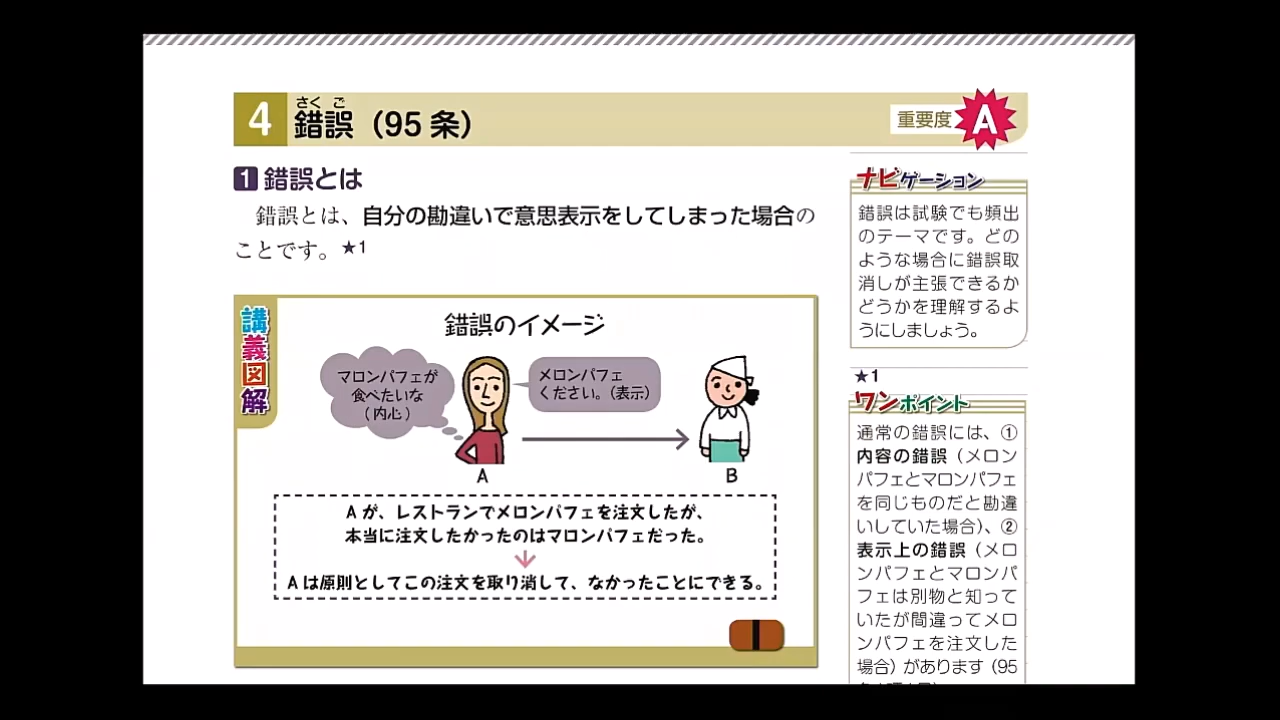 4
さく ご
錯誤（95 条）
重要度 A
1 錯誤とは
錯誤とは、自分の勘違いで意思表示をしてしまった場合の
ことです。★1
講義図解
錯誤のイメージ
マロンパフェが
食べたいな
（内心）
メロンパフェ
ください。（表示）
A
B
Aが、レストランでメロンパフェを注文したが、
本当に注文したかったのはマロンパフェだった。
↓
Aは原則としてこの注文を取り消して、なかったことにできる。
ナビゲーション
錯誤は試験でも頻出
のテーマです。どの
ような場合に錯誤取
消しが主張できるか
どうかを理解するよ
うにしましょう。
★1
ワンポイント
通常の錯誤には、①
内容の錯誤（メロン
パフェとマロンパフェ
を同じものだと勘違
いしていた場合）、②
表示上の錯誤（メロ
ンパフェとマロンパ
フェは別物と知って
いたが間違ってメロ
ンパフェを注文した
場合）があります（95